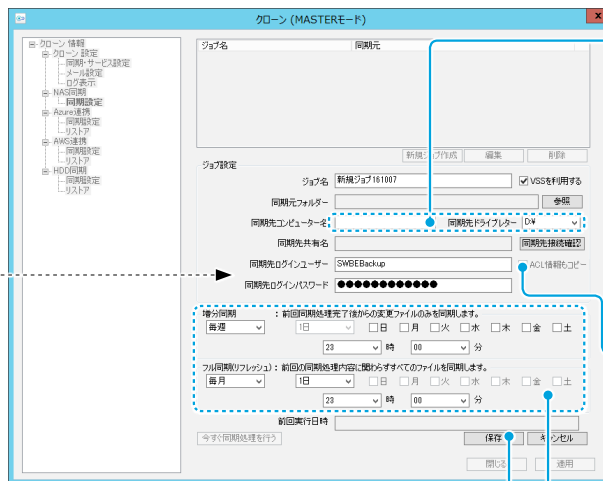 クローン (MASTERモード)
x
クローン 情報
クローン 設定
同期・サービス設定
メール設定
ログ表示
NAS同期
同期設定
Azure連携
同期設定
リストア
AWS連携
同期設定
リストア
HDD同期
同期設定
リストア
ジョブ名 同期元
新規ジョブ作成 編集 削除
ジョブ設定
ジョブ名 新規ジョブ161007 VSSを利用する
同期元フォルダー 参照
同期先コンピューター名 同期先ドライブレター D:¥
同期先共有名 同期先接続確認
同期先ログインユーザー SWBEBackup ACL情報もコピー
同期先ログインパスワード ●●●●●●●●●●●●
増分同期 : 前回同期処理完了後からの変更ファイルのみを同期します。
毎週 1日 日 月 火 水 木 金 土
23 時 00 分
フル同期(リフレッシュ) : 前回の同期処理内容に関わらずすべてのファイルを同期します。
毎月 1日 日 月 火 水 木 金 土
23 時 00 分
前回実行日時
今すぐ同期処理を行う 保存 キャンセル
閉じる 適用